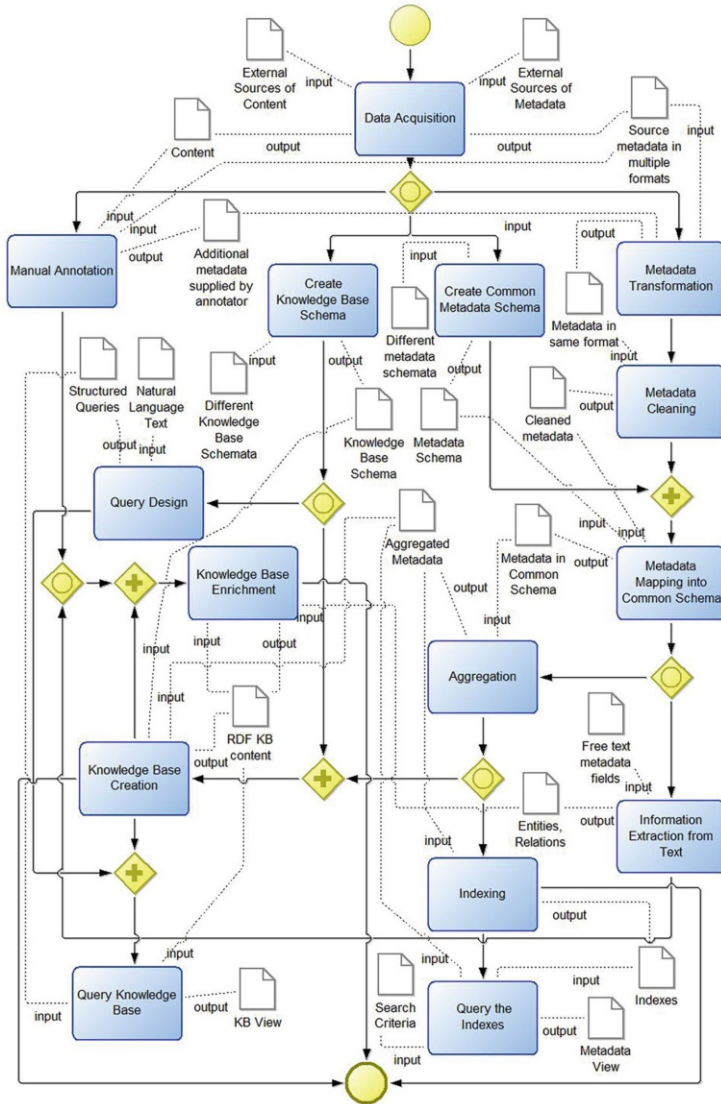 External
Sources of
Content
input
input
External
Sources of
Metadata
Data Acquisition
input
Content
output
output
Source
metadata in
multiple
formats
input
input
output
input
output
Manual Annotation
Additional
metadata
supplied by
annotator
Create
Knowledge Base
Schema
input
Create Common
Metadata Schema
Metadata
Transformation
Different
metadata
schemata
Metadata in
same format
input
input
output
output
Structured
Queries
Natural
Language
Text
Different
Knowledge
Base
Schemata
Knowledge
Base
Schema
Metadata
Schema
Cleaned
metadata
output
Metadata
Cleaning
output
input
Query Design
input
input
Aggregated
Metadata
Metadata in
Common
Schema
output
Metadata
Mapping into
Common Schema
Knowledge Base
Enrichment
output
input
input
output
input
input
input
Aggregation
RDF KB
content
output
Free text
metadata
fields
input
Knowledge Base
Creation
Entities,
Relations
output
Information
Extraction from
Text
input
input
Indexing
output
input
input
input
Query Knowledge
Base
output
KB View
input
Search
Criteria
Query the
Indexes
Indexes
output
input
Metadata
View